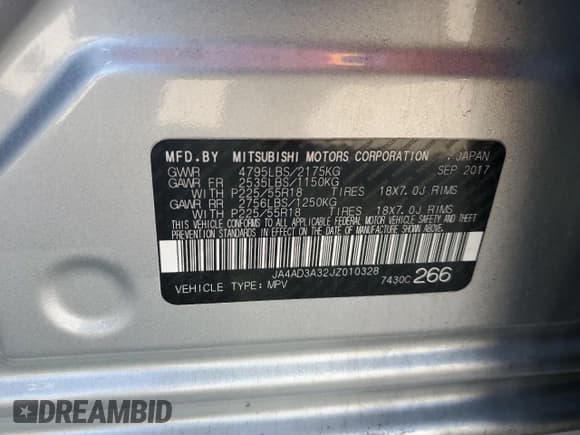 MFD.BY MITSUBISHI MOTORS CORPORATION . JAPAN
GVWR 4795LBS/2175KG SEP 2017
GAWR FR 2535LBS/1150KG
WITH P225/55R18 TIRES 18X7.0J RIMS
GAWR RR 2756LBS/1250KG
WITH P225/55R18 TIRES 18X7.0J RIMS
THIS VEHICLE CONFORMS TO ALL APPLICABLE FEDERAL MOTOR VEHICLE SAFETY AND THEFT
PREVENTION STANDARDS IN EFFECT ON THE DATE OF MANUFACTURE SHOWN ABOVE.
JA4AD3A32JZ010328
VEHICLE TYPE: MPV 7430C 266
DREAMBID